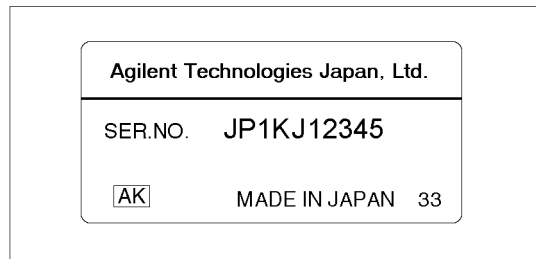 Agilent Technologies Japan, Ltd.
SER.NO. JP1KJ12345
AK MADE IN JAPAN 33